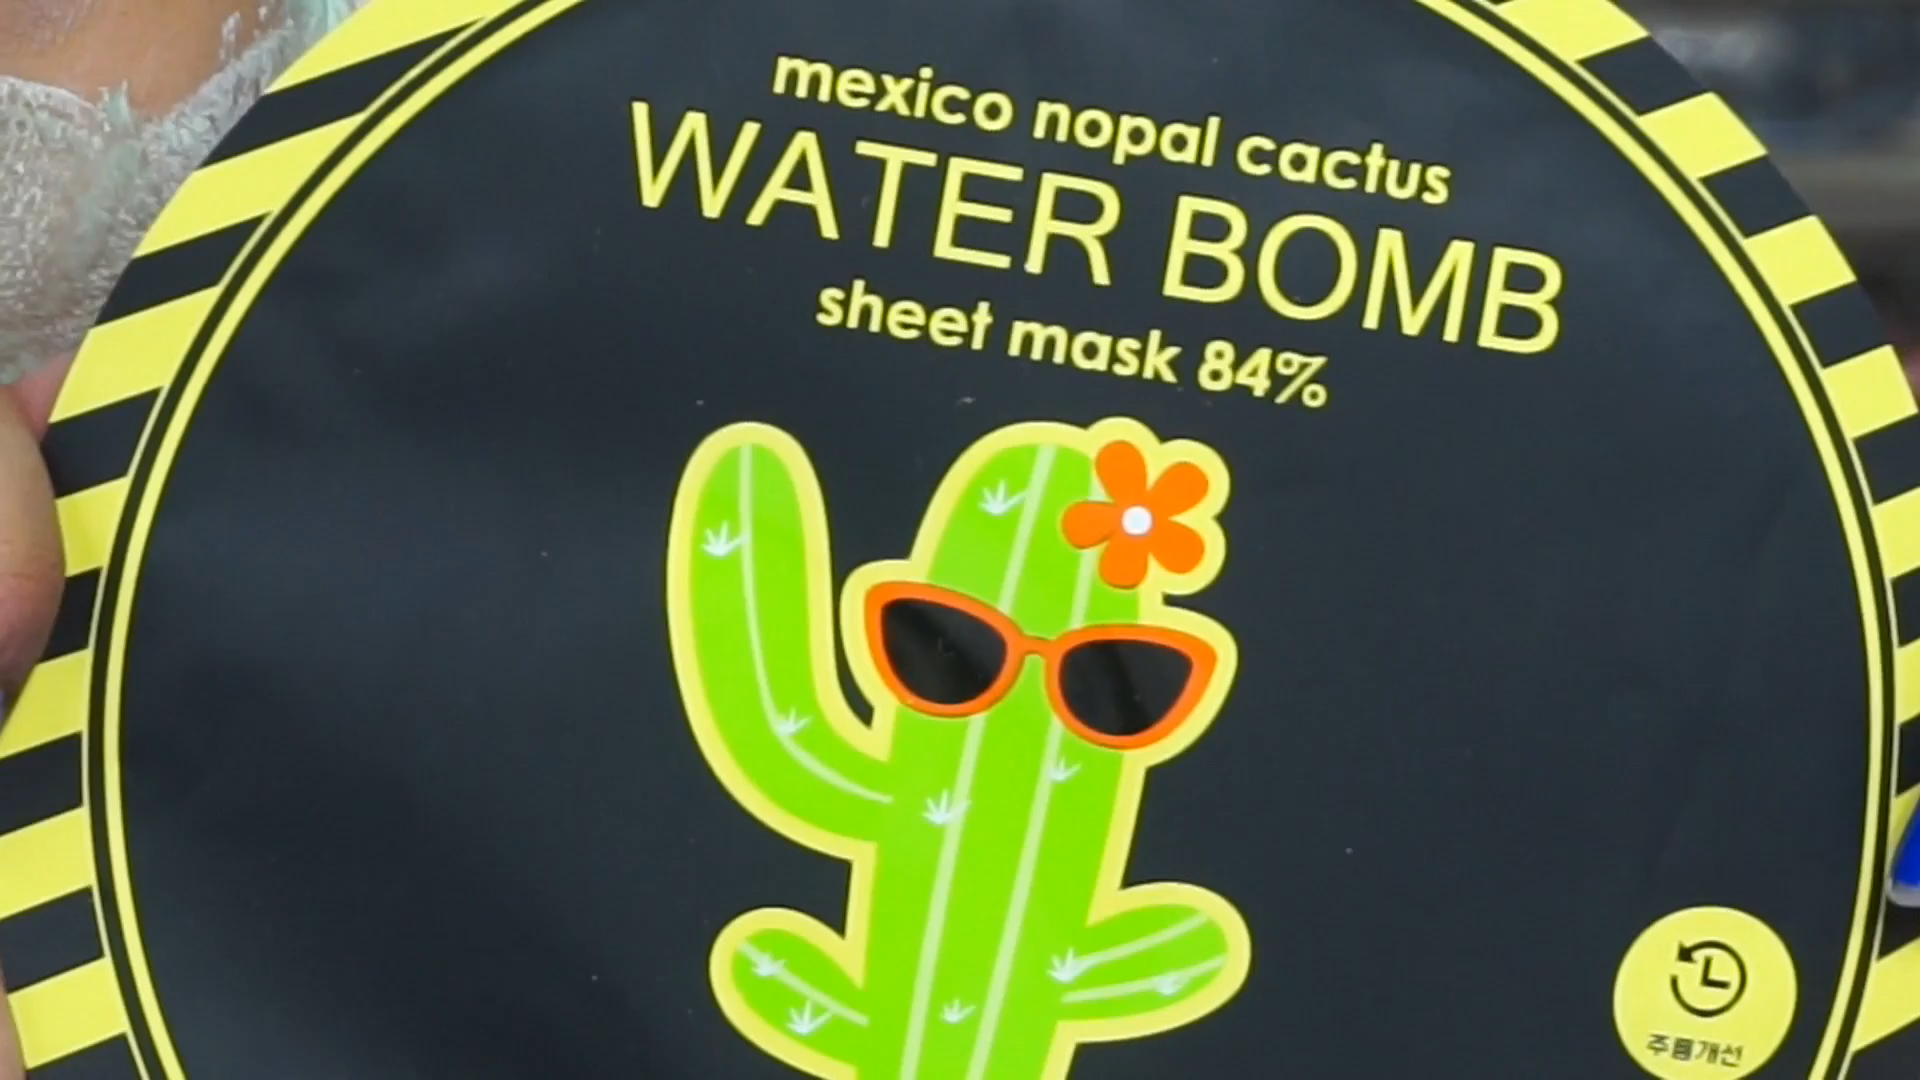 mexico nopal cactus
WATER BOMB
sheet mask 84%
주름개선